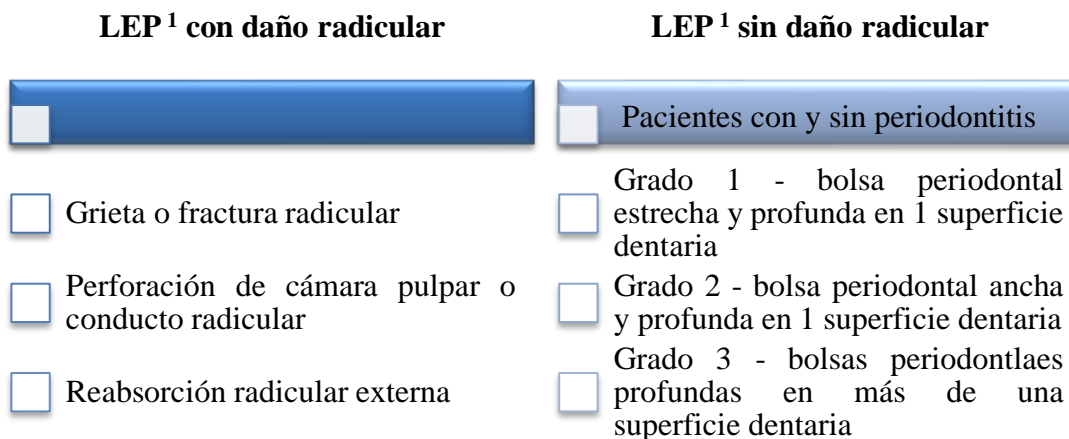 LEP 1 con daño radicular
Grieta o fractura radicular
Perforación de cámara pulpar o
conducto radicular
Reabsorción radicular externa
LEP 1 sin daño radicular
Pacientes con y sin periodontitis
Grado 1 - bolsa periodontal
estrecha y profunda en 1 superficie
dentaria
Grado 2 - bolsa periodontal ancha
y profunda en 1 superficie dentaria
Grado 3 - bolsas periodontlaes
profundas en más de una
superficie dentaria